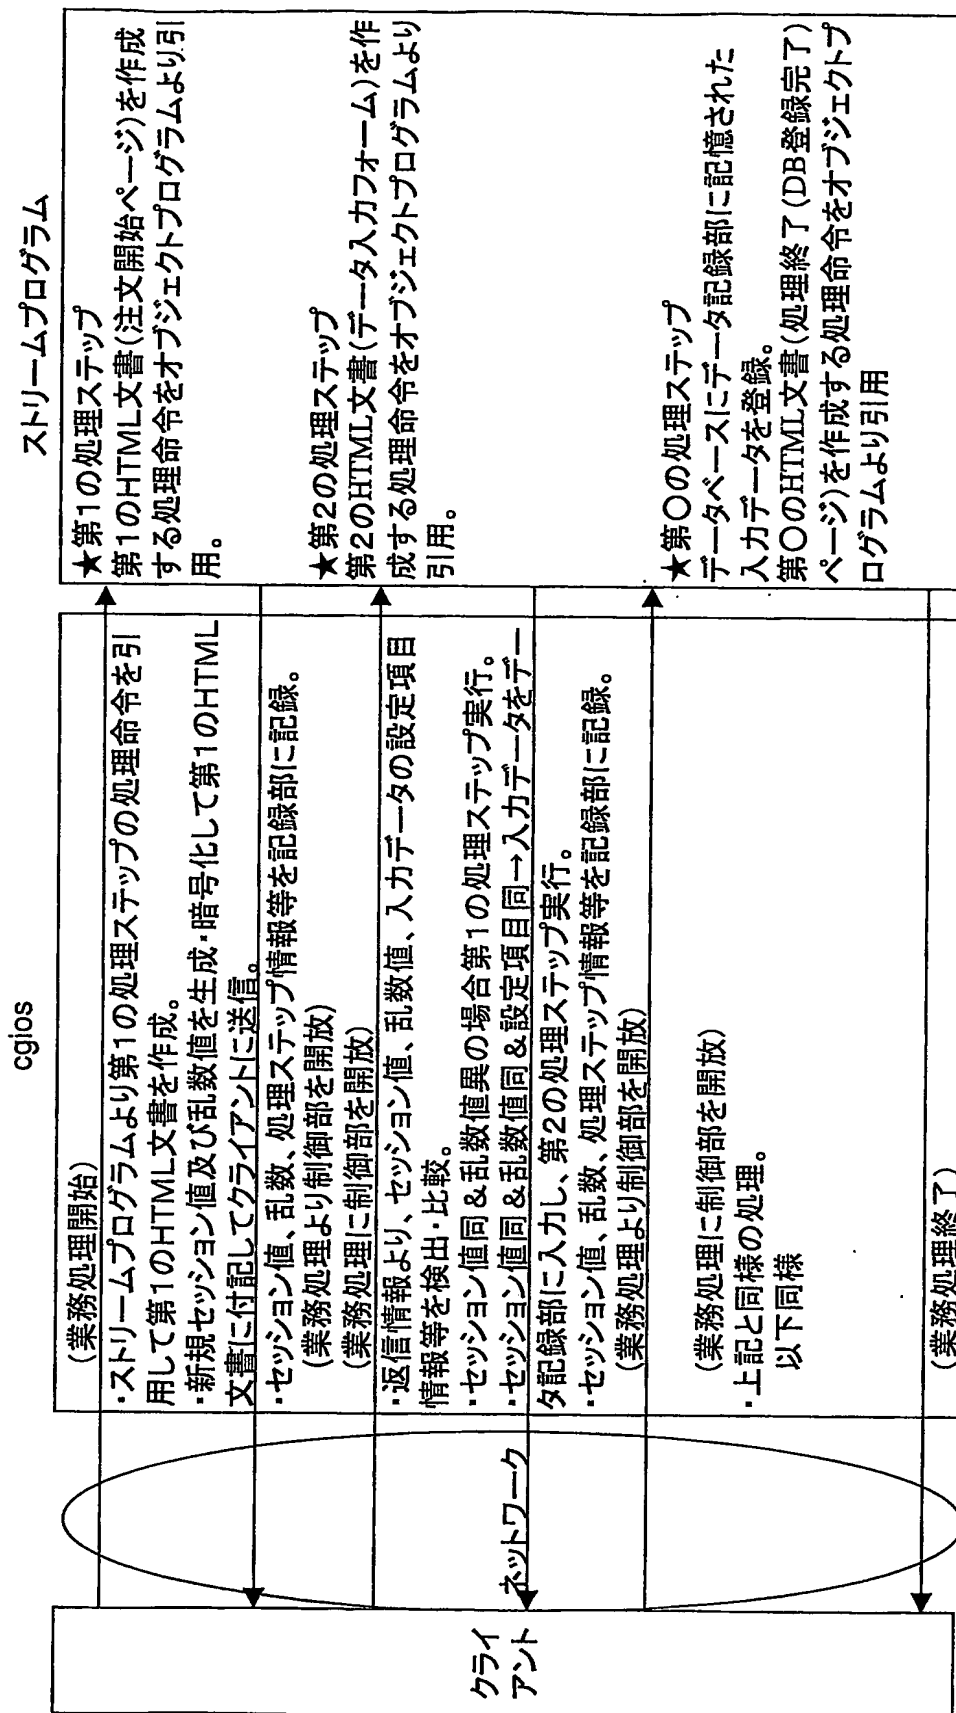 クライ
アント
ネットワーク
cgios
(業務処理開始)
・ストリームプログラムより第1の処理ステップの処理命令を引
用して第1のHTML文書を作成。
・新規セッション値及び乱数値を生成・暗号化して第1のHTML
文書に付記してクライアントに送信。
・セッション値、乱数、処理ステップ情報等を記録部に記録。
(業務処理より制御部を開放)
(業務処理に制御部を開放)
・返信情報より、セッション値、乱数値、入力データの設定項目
情報等を検出・比較。
・セッション値同&乱数値異の場合第1の処理ステップ実行。
・セッション値同&乱数値同&設定項目同→入力データをデー
タ記録部に入力し、第2の処理ステップ実行。
・セッション値、乱数、処理ステップ情報等を記録部に記録。
(業務処理より制御部を開放)
(業務処理に制御部を開放)
・上記と同様の処理。
以下同様
(業務処理終了)
ストリームプログラム
★第1の処理ステップ
第1のHTML文書(注文開始ページ)を作成
する処理命令をオブジェクトプログラムより引
用。
★第2の処理ステップ
第2のHTML文書(データ入力フォーム)を作
成する処理命令をオブジェクトプログラムより
引用。
★第〇の処理ステップ
データベースにデータ記録部に記憶された
入力データを登録。
第〇のHTML文書(処理終了(DB登録完了)
ページ)を作成する処理命令をオブジェクトプ
ログラムより引用